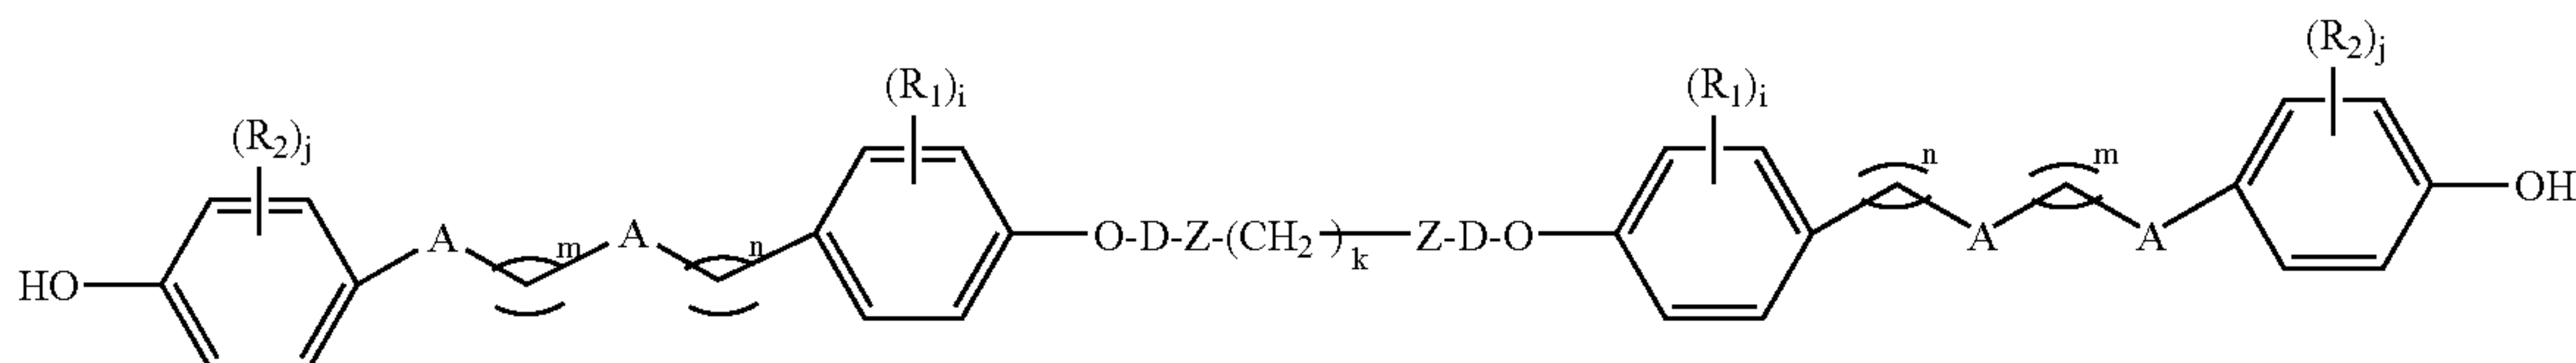 (R₂)ⱼ
(R₁)ᵢ (R₁)ᵢ
(R₂)ⱼ
n m
HO A m A n O-D-Z-(CH₂)ₖ Z-D-O A A OH